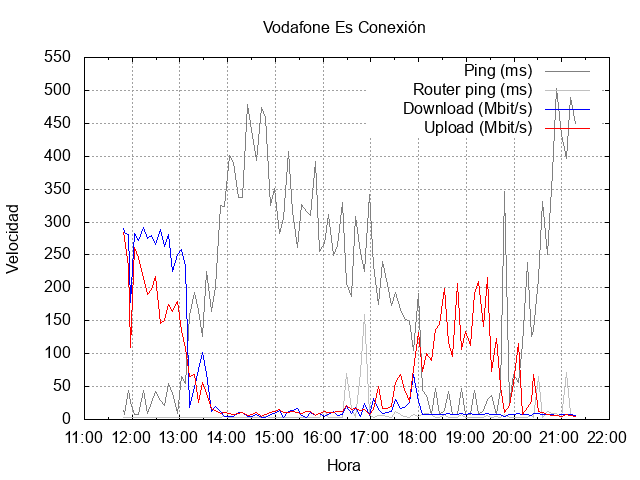 Vodafone Es Conexión
Ping (ms)
Router ping (ms)
Download (Mbit/s)
Upload (Mbit/s)
550
500
450
400
350
300
250
200
150
100
50
0
Velocidad
11:00 12:00 13:00 14:00 15:00 16:00 17:00 18:00 19:00 20:00 21:00 22:00
Hora